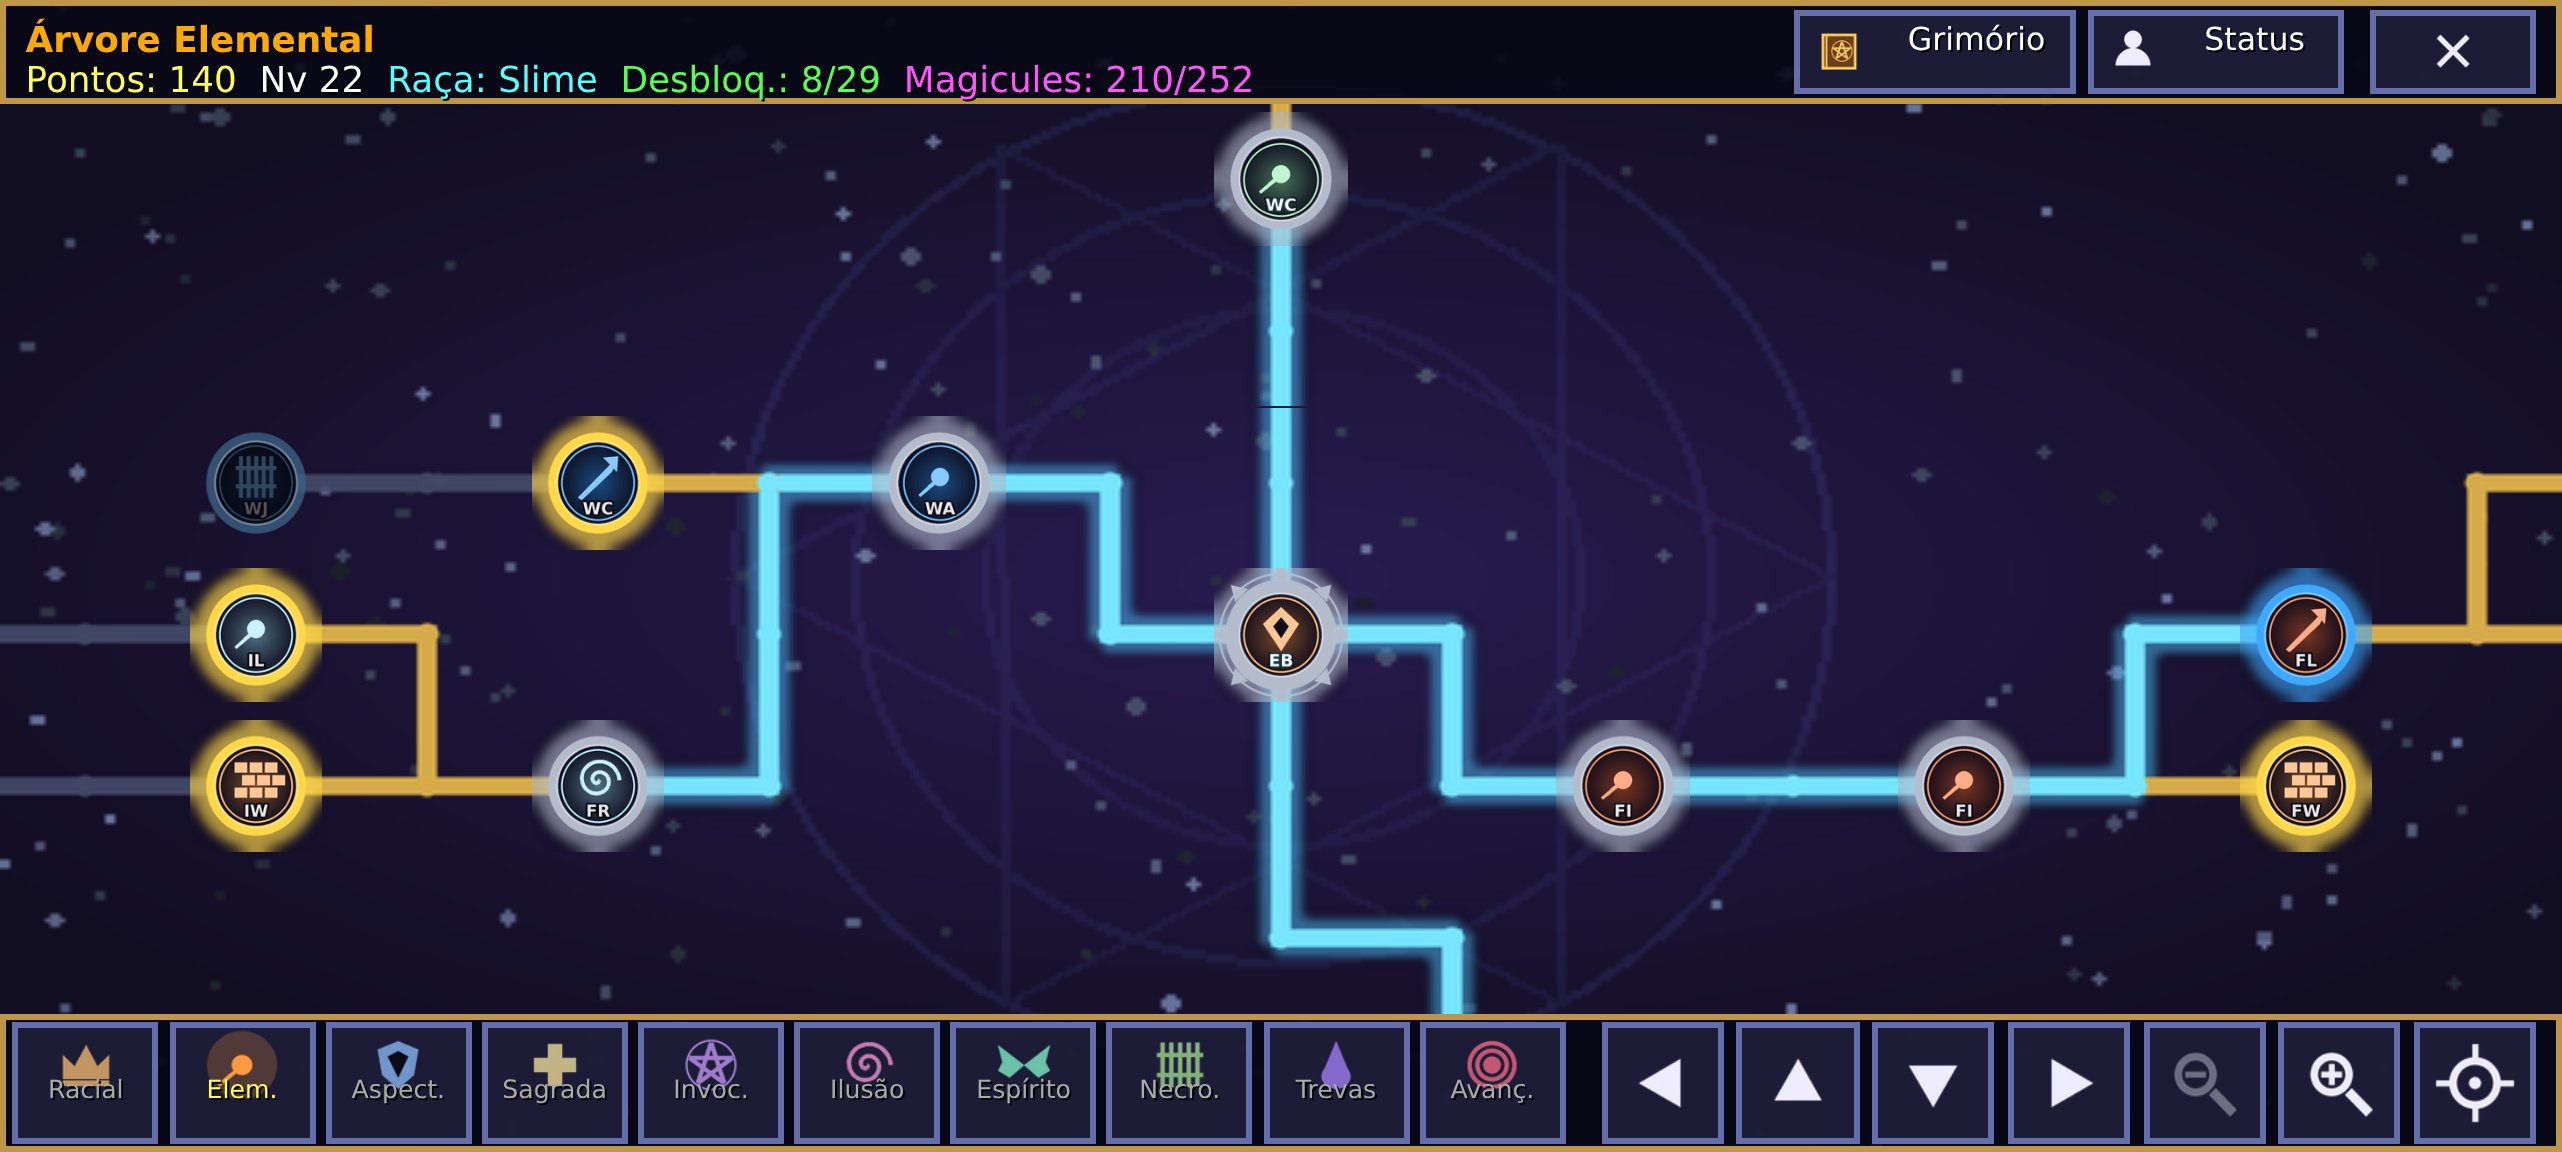 Árvore Elemental
Pontos: 140 Nv 22 Raça: Slime Desbloq.: 8/29 Magicules: 210/252
Grimório
Status
WC
WJ
WC
WA
IL
EB
FL
IW
FR
FI
FI
FW
Racial
Elem.
Aspect.
Sagrada
Invoc.
Ilusão
Espírito
Necro.
Trevas
Avanç.